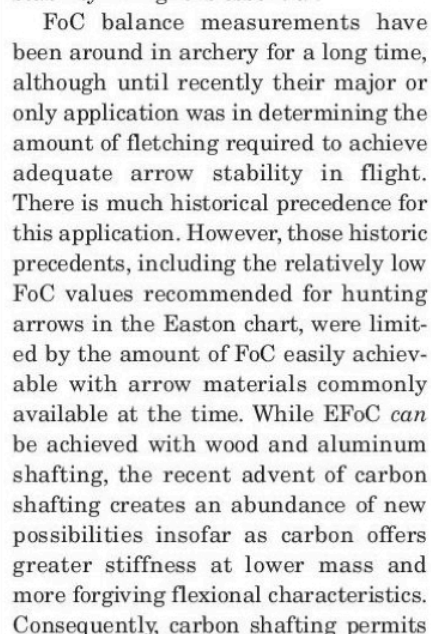 FoC balance measurements have
been around in archery for a long time,
although until recently their major or
only application was in determining the
amount of fletching required to achieve
adequate arrow stability in flight.
There is much historical precedence for
this application. However, those historic
precedents, including the relatively low
FoC values recommended for hunting
arrows in the Easton chart, were limit-
ed by the amount of FoC easily achiev-
able with arrow materials commonly
available at the time. While EFoC can
be achieved with wood and aluminum
shafting, the recent advent of carbon
shafting creates an abundance of new
possibilities insofar as carbon offers
greater stiffness at lower mass and
more forgiving flexional characteristics.
Consequently, carbon shafting permits